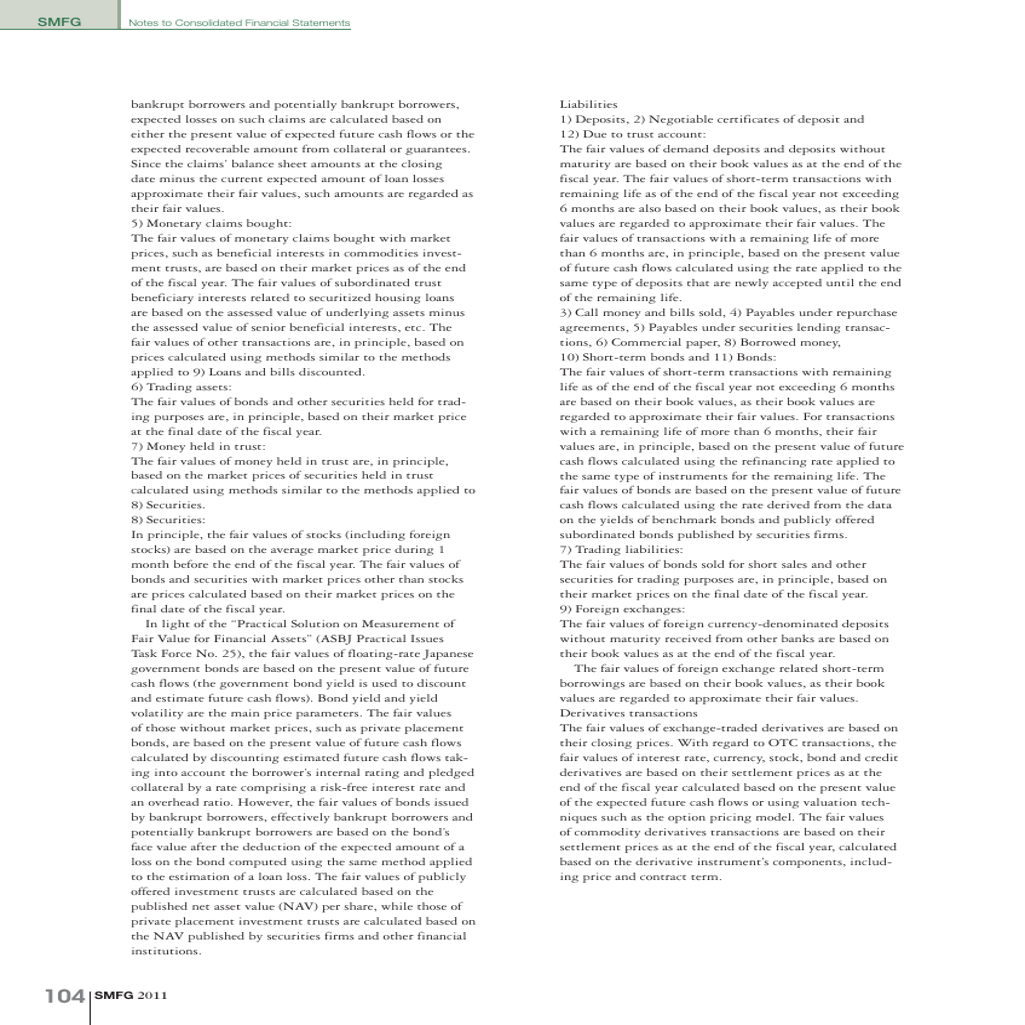 SMFG
Notes to Consolidated Financial Statements
bankrupt borrowers and potentially bankrupt borrowers,
expected losses on such claims are calculated based on
either the present value of expected future cash flows or the
expected recoverable amount from collateral or guarantees.
Since the claims’ balance sheet amounts at the closing
date minus the current expected amount of loan losses
approximate their fair values, such amounts are regarded as
their fair values.
5) Monetary claims bought:
The fair values of monetary claims bought with market
prices, such as beneficial interests in commodities invest-
ment trusts, are based on their market prices as of the end
of the fiscal year. The fair values of subordinated trust
beneficiary interests related to securitized housing loans
are based on the assessed value of underlying assets minus
the assessed value of senior beneficial interests, etc. The
fair values of other transactions are, in principle, based on
prices calculated using methods similar to the methods
applied to 9) Loans and bills discounted.
6) Trading assets:
The fair values of bonds and other securities held for trad-
ing purposes are, in principle, based on their market price
at the final date of the fiscal year.
7) Money held in trust:
The fair values of money held in trust are, in principle,
based on the market prices of securities held in trust
calculated using methods similar to the methods applied to
8) Securities.
8) Securities:
In principle, the fair values of stocks (including foreign
stocks) are based on the average market price during 1
month before the end of the fiscal year. The fair values of
bonds and securities with market prices other than stocks
are prices calculated based on their market prices on the
final date of the fiscal year.
In light of the “Practical Solution on Measurement of
Fair Value for Financial Assets” (ASBJ Practical Issues
Task Force No. 25), the fair values of floating-rate Japanese
government bonds are based on the present value of future
cash flows (the government bond yield is used to discount
and estimate future cash flows). Bond yield and yield
volatility are the main price parameters. The fair values
of those without market prices, such as private placement
bonds, are based on the present value of future cash flows
calculated by discounting estimated future cash flows tak-
ing into account the borrower’s internal rating and pledged
collateral by a rate comprising a risk-free interest rate and
an overhead ratio. However, the fair values of bonds issued
by bankrupt borrowers, effectively bankrupt borrowers and
potentially bankrupt borrowers are based on the bond’s
face value after the deduction of the expected amount of a
loss on the bond computed using the same method applied
to the estimation of a loan loss. The fair values of publicly
offered investment trusts are calculated based on the
published net asset value (NAV) per share, while those of
private placement investment trusts are calculated based on
the NAV published by securities firms and other financial
institutions.
Liabilities
1) Deposits, 2) Negotiable certificates of deposit and
12) Due to trust account:
The fair values of demand deposits and deposits without
maturity are based on their book values as at the end of the
fiscal year. The fair values of short-term transactions with
remaining life as of the end of the fiscal year not exceeding
6 months are also based on their book values, as their book
values are regarded to approximate their fair values. The
fair values of transactions with a remaining life of more
than 6 months are, in principle, based on the present value
of future cash flows calculated using the rate applied to the
same type of deposits that are newly accepted until the end
of the remaining life.
3) Call money and bills sold, 4) Payables under repurchase
agreements, 5) Payables under securities lending transac-
tions, 6) Commercial paper, 8) Borrowed money,
10) Short-term bonds and 11) Bonds:
The fair values of short-term transactions with remaining
life as of the end of the fiscal year not exceeding 6 months
are based on their book values, as their book values are
regarded to approximate their fair values. For transactions
with a remaining life of more than 6 months, their fair
values are, in principle, based on the present value of future
cash flows calculated using the refinancing rate applied to
the same type of instruments for the remaining life. The
fair values of bonds are based on the present value of future
cash flows calculated using the rate derived from the data
on the yields of benchmark bonds and publicly offered
subordinated bonds published by securities firms.
7) Trading liabilities:
The fair values of bonds sold for short sales and other
securities for trading purposes are, in principle, based on
their market prices on the final date of the fiscal year.
9) Foreign exchanges:
The fair values of foreign currency-denominated deposits
without maturity received from other banks are based on
their book values as at the end of the fiscal year.
The fair values of foreign exchange related short-term
borrowings are based on their book values, as their book
values are regarded to approximate their fair values.
Derivatives transactions
The fair values of exchange-traded derivatives are based on
their closing prices. With regard to OTC transactions, the
fair values of interest rate, currency, stock, bond and credit
derivatives are based on their settlement prices as at the
end of the fiscal year calculated based on the present value
of the expected future cash flows or using valuation tech-
niques such as the option pricing model. The fair values
of commodity derivatives transactions are based on their
settlement prices as at the end of the fiscal year, calculated
based on the derivative instrument’s components, includ-
ing price and contract term.
104 SMFG 2011